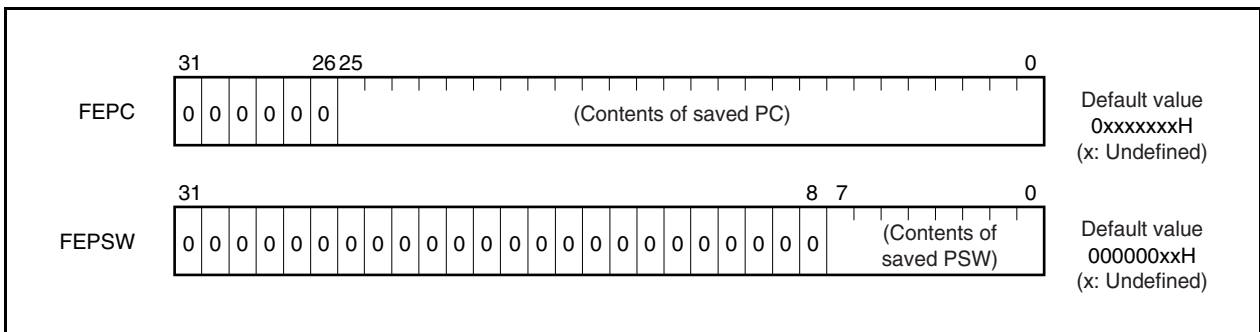 31 26 25 0
FEPC 0 0 0 0 0 0 (Contents of saved PC) Default value
0xxxxxxxH
(x: Undefined)
31 8 7 0
FEPSW 0 0 0 0 0 0 0 0 0 0 0 0 0 0 0 0 0 0 0 0 0 0 0 0 (Contents of
saved PSW) Default value
000000xxH
(x: Undefined)